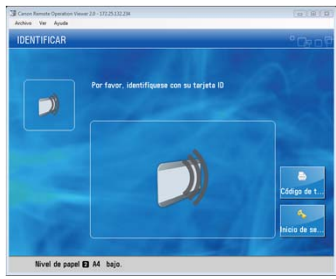 Canon Remote Operation Viewer 2.0 - 172.25.132.234
Archivo Ver Ayuda
IDENTIFICAR
Por favor, identifíquese con su tarjeta ID
Código de t...
Inicio de se...
Nivel de papel 2 A4 bajo.